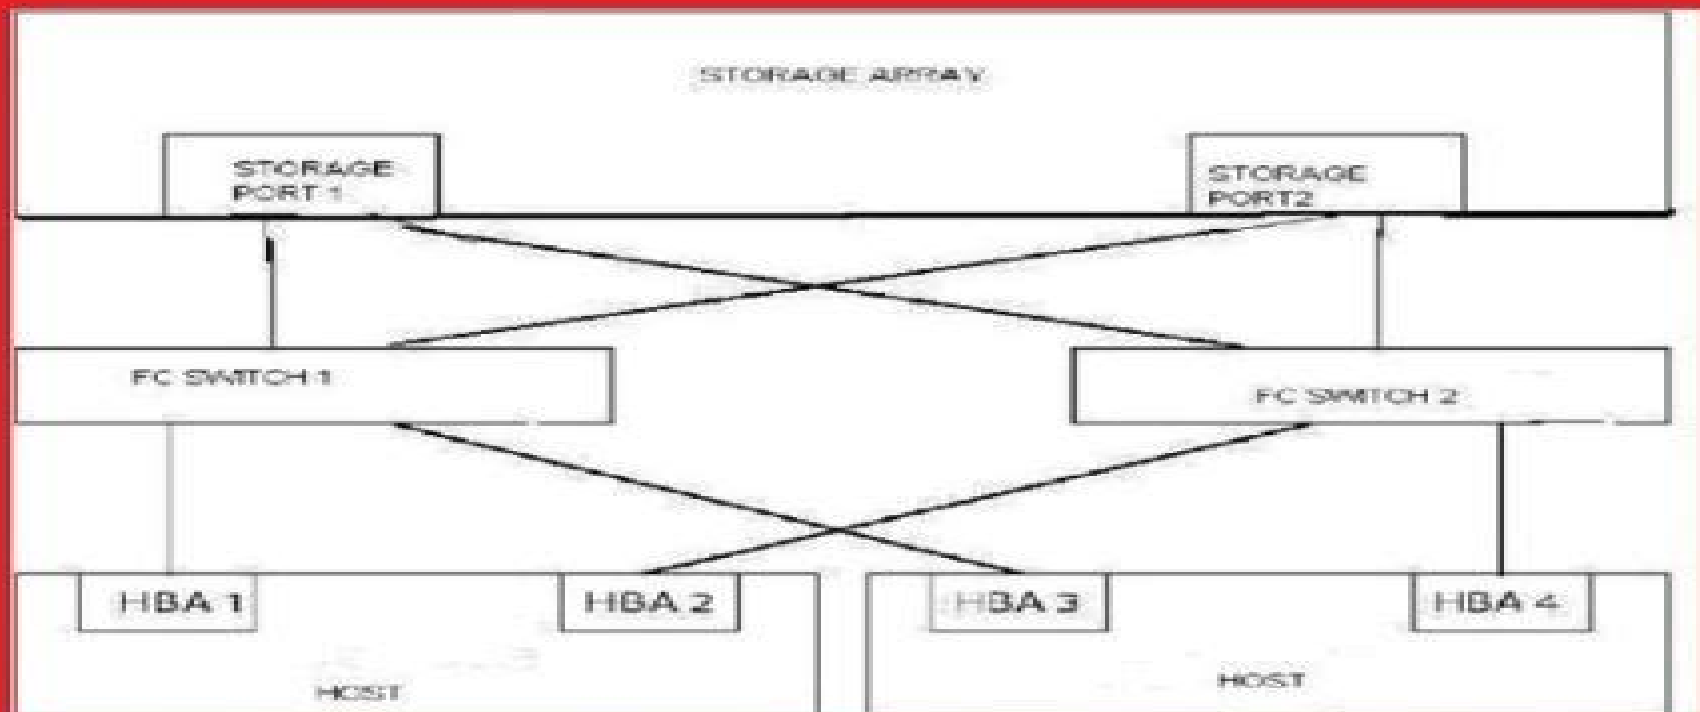 STORAGE ARRAY
STORAGE
PORT 1
STORAGE
PORT2
FC SWITCH 1
FC SWITCH 2
HBA 1
HBA 2
HBA 3
HBA 4
HOST
HOST